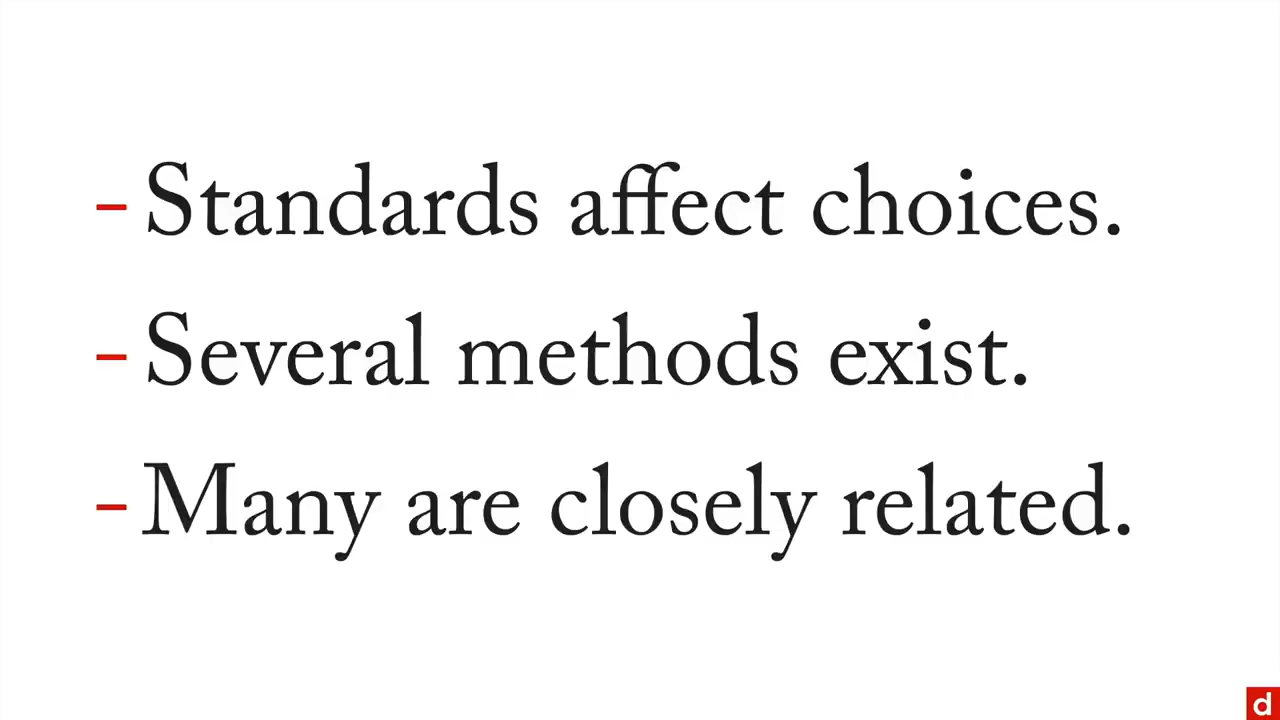 – Standards affect choices.
– Several methods exist.
– Many are closely related.
d